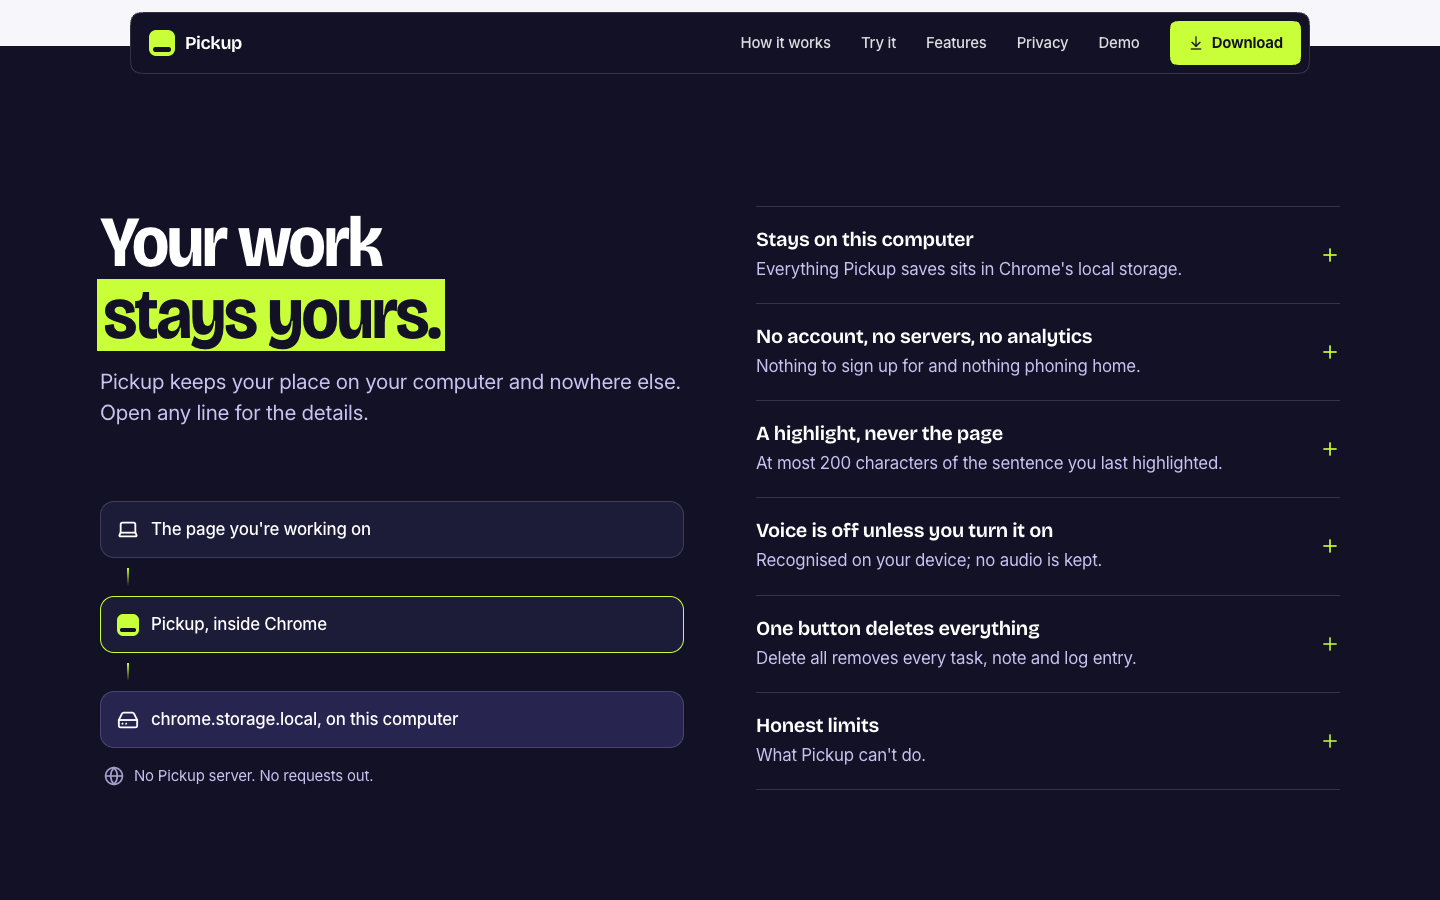 Pickup
How it works
Try it
Features
Privacy
Demo
Download
Your work
stays yours.
Pickup keeps your place on your computer and nowhere else.
Open any line for the details.
The page you're working on
Pickup, inside Chrome
chrome.storage.local, on this computer
No Pickup server. No requests out.
Stays on this computer
Everything Pickup saves sits in Chrome's local storage.
No account, no servers, no analytics
Nothing to sign up for and nothing phoning home.
A highlight, never the page
At most 200 characters of the sentence you last highlighted.
Voice is off unless you turn it on
Recognised on your device; no audio is kept.
One button deletes everything
Delete all removes every task, note and log entry.
Honest limits
What Pickup can't do.